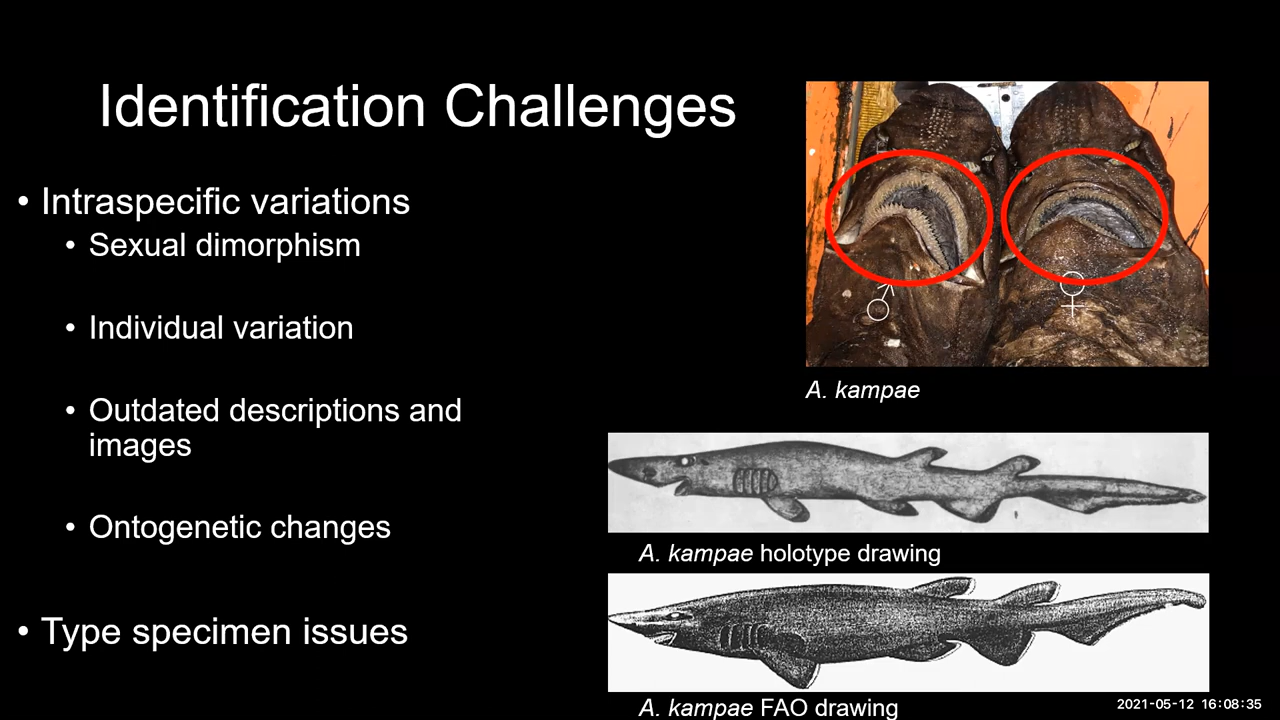 Identification Challenges
• Intraspecific variations
• Sexual dimorphism
• Individual variation
• Outdated descriptions and
images
• Ontogenetic changes
• Type specimen issues
♂
♀
A. kampae
A. kampae holotype drawing
A. kampae FAO drawing
2021-05-12 16:08:35